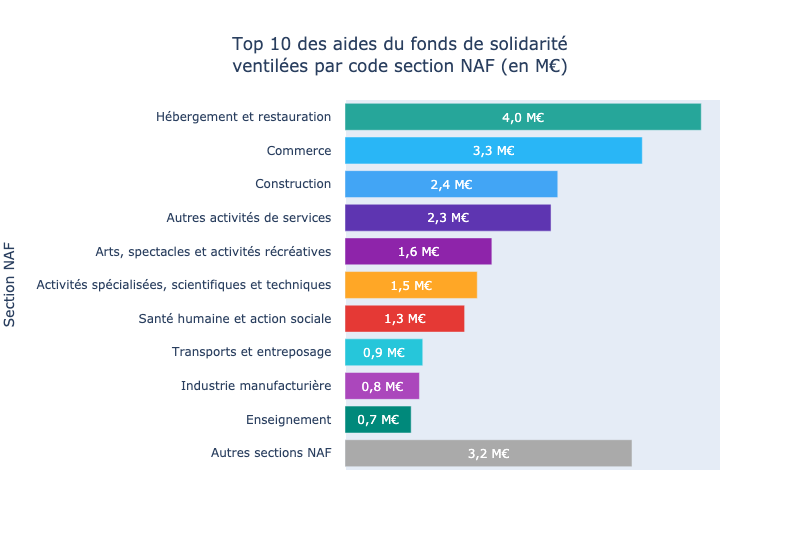 Top 10 des aides du fonds de solidarité
ventilées par code section NAF (en M€)
Section NAF
Hébergement et restauration 4,0 M€
Commerce 3,3 M€
Construction 2,4 M€
Autres activités de services 2,3 M€
Arts, spectacles et activités récréatives 1,6 M€
Activités spécialisées, scientifiques et techniques 1,5 M€
Santé humaine et action sociale 1,3 M€
Transports et entreposage 0,9 M€
Industrie manufacturière 0,8 M€
Enseignement 0,7 M€
Autres sections NAF 3,2 M€